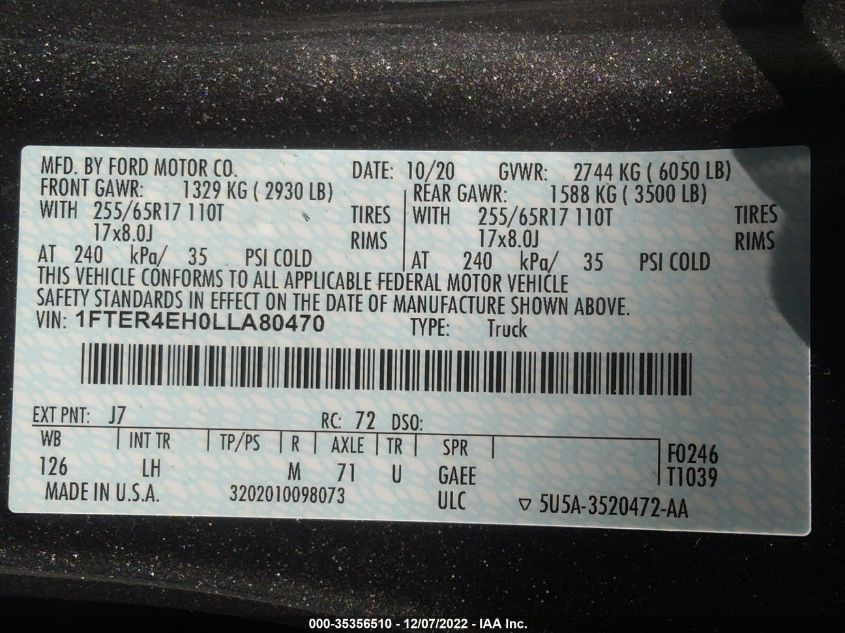 MFD. BY FORD MOTOR CO. DATE: 10/20 GVWR: 2744 KG ( 6050 LB)
FRONT GAWR: 1329 KG ( 2930 LB) REAR GAWR: 1588 KG ( 3500 LB)
WITH 255/65R17 110T TIRES WITH 255/65R17 110T TIRES
17x8.0J RIMS 17x8.0J RIMS
AT 240 kPa/ 35 PSI COLD AT 240 kPa/ 35 PSI COLD
THIS VEHICLE CONFORMS TO ALL APPLICABLE FEDERAL MOTOR VEHICLE
SAFETY STANDARDS IN EFFECT ON THE DATE OF MANUFACTURE SHOWN ABOVE.
VIN: 1FTER4EH0LLA80470 TYPE: Truck
EXT PNT: J7 RC: 72 DSO:
WB INT TR TP/PS R AXLE TR SPR F0246
126 LH M 71 U GAEE T1039
MADE IN U.S.A. 3202010098073 ULC ▽ 5U5A-3520472-AA
000-35356510 - 12/07/2022 - IAA Inc.